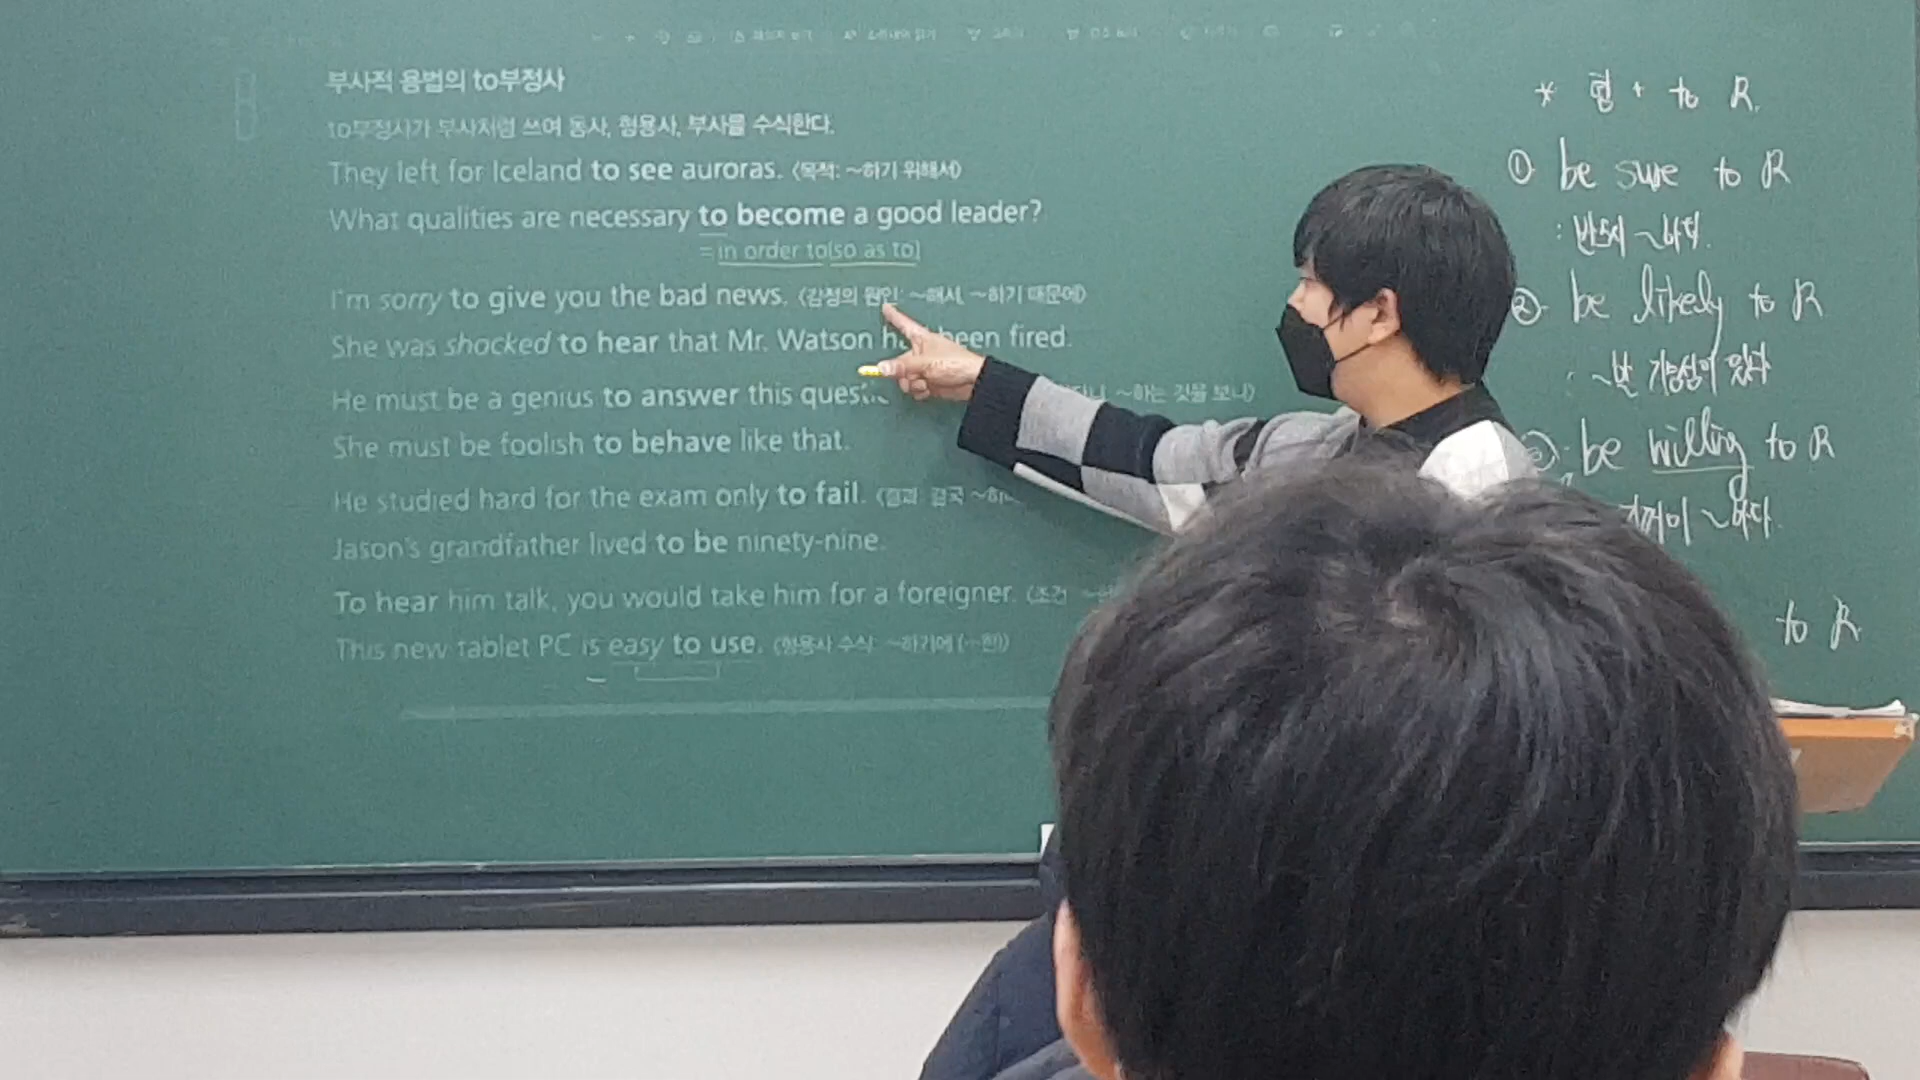 부사적 용법의 to부정사
to부정사가 부사처럼 쓰여 동사, 형용사, 부사를 수식한다.
They left for Iceland to see auroras. <목적: ~하기 위해서>
What qualities are necessary to become a good leader?
= in order to(so as to)
I'm sorry to give you the bad news. <감정의 원인: ~해서, ~하기 때문에>
She was shocked to hear that Mr. Watson been fired.
He must be a genius to answer this ~하는 것을 보니>
She must be foolish to behave like that.
He studied hard for the exam only to fail. <결과: 결국
Jason's grandfather lived to be ninety-nine.
To hear him talk, you would take him for a foreigner. <조건
This new tablet PC is easy to use. <형용사 수식: ~하기에 (…한)>
* 형 + to R.
① be sure to R
: 반드시 ~하다.
② be likely to R
: ~할 가능성이 있다
be willing to R
~하다.
to R